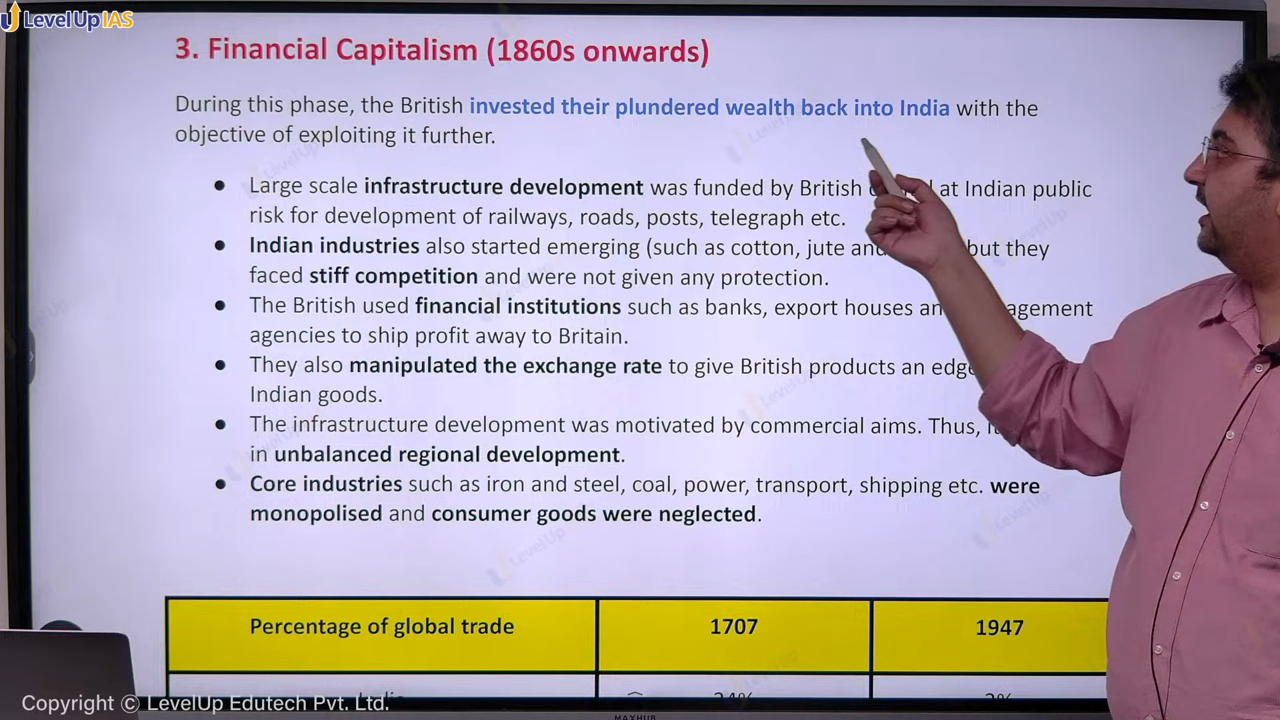 LevelUp IAS
3. Financial Capitalism (1860s onwards)
During this phase, the British invested their plundered wealth back into India with the
objective of exploiting it further.
● Large scale infrastructure development was funded by British at Indian public
risk for development of railways, roads, posts, telegraph etc.
● Indian industries also started emerging (such as cotton, jute and but they
faced stiff competition and were not given any protection.
● The British used financial institutions such as banks, export houses
agencies to ship profit away to Britain.
● They also manipulated the exchange rate to give British products an edge
Indian goods.
● The infrastructure development was motivated by commercial aims. Thus,
in unbalanced regional development.
● Core industries such as iron and steel, coal, power, transport, shipping etc. were
monopolised and consumer goods were neglected.
Percentage of global trade 1707 1947
Copyright © LevelUp Edutech Pvt. Ltd.
MAXHUB